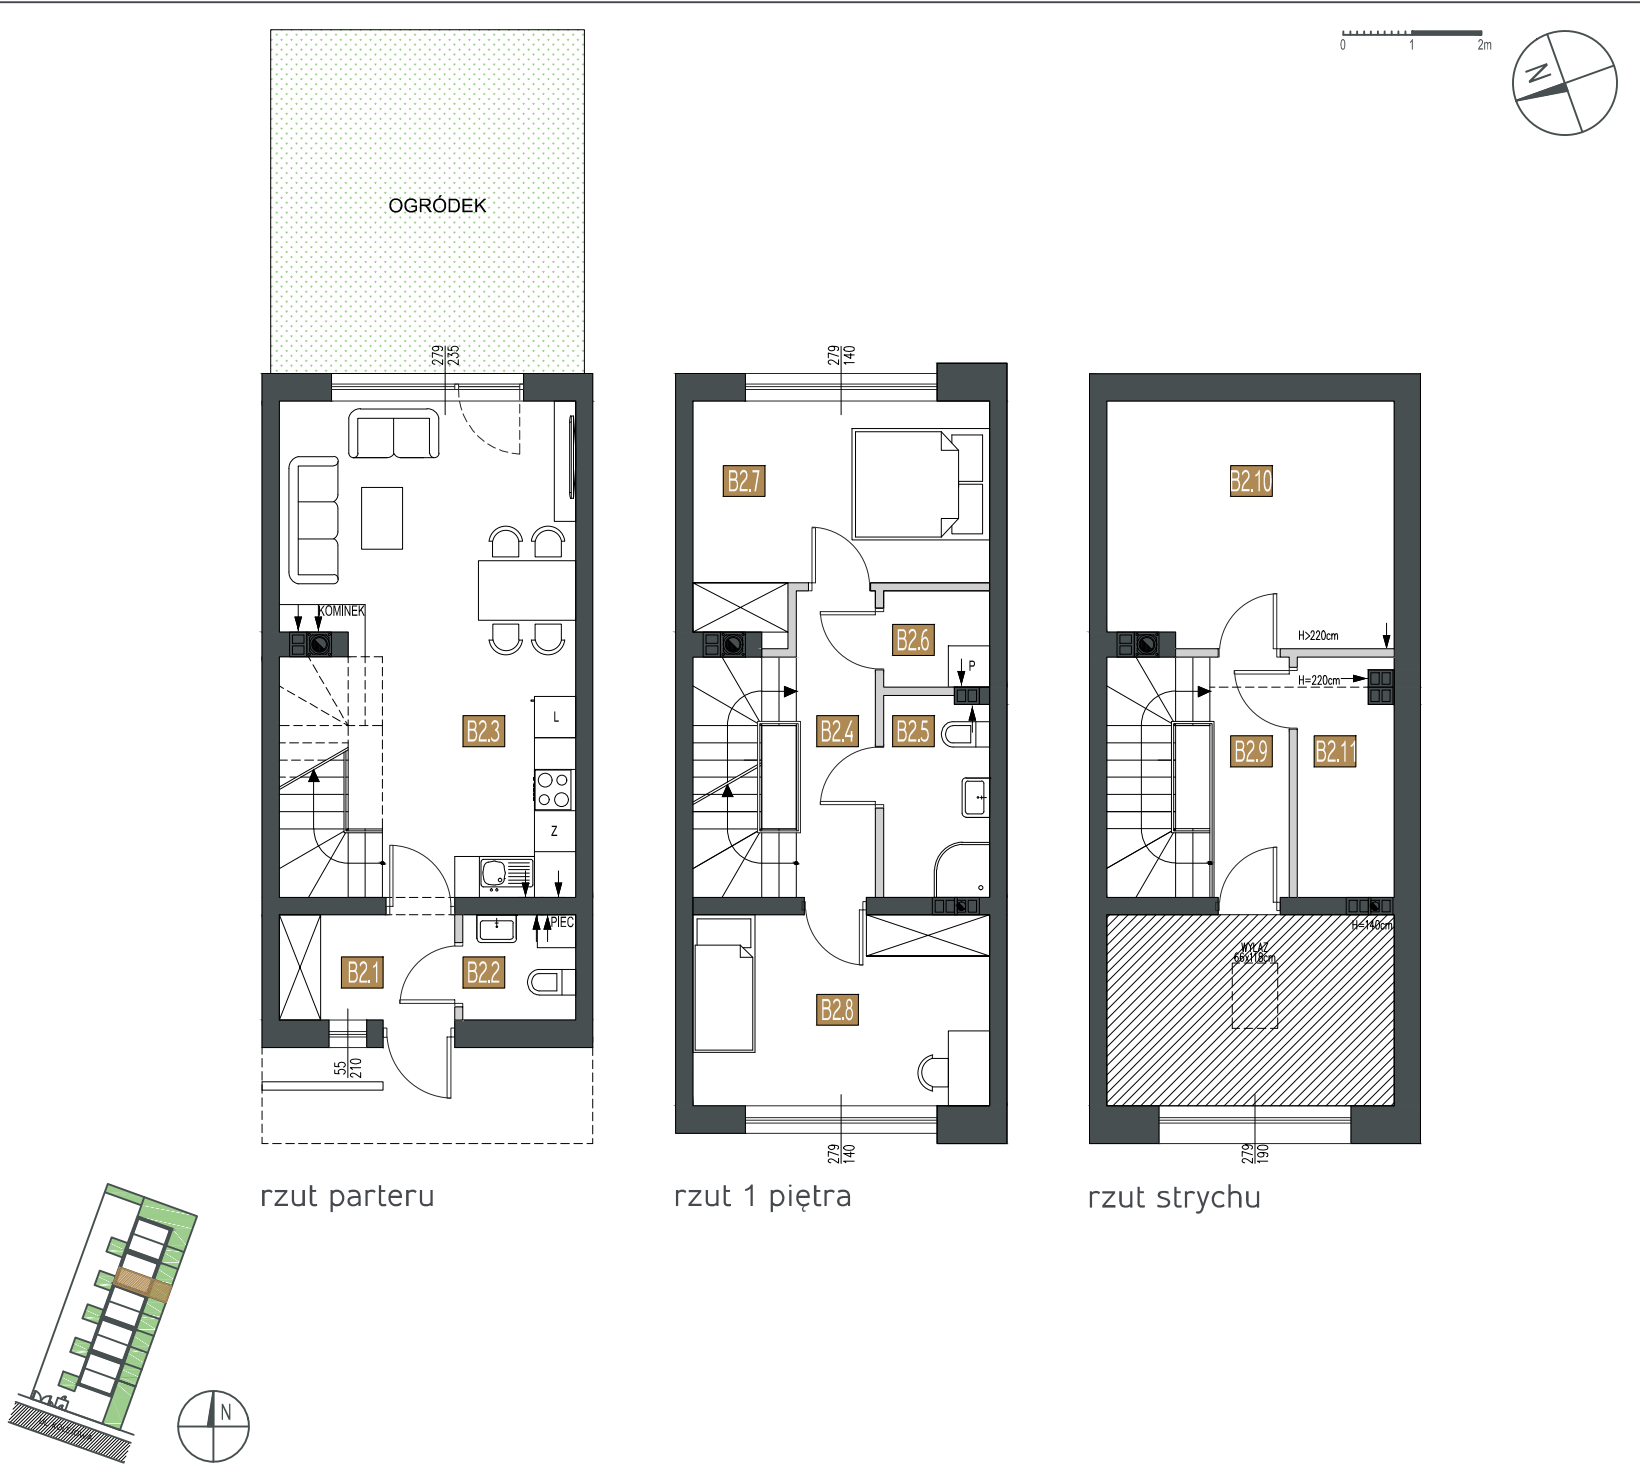 0 1 2m
N
OGRÓDEK
279
235
279
140
B2.7
B2.10
KOMINEK
B2.6
H>220cm
P
H=220cm
L
B2.3
B2.4
B2.5
B2.9
B2.11
Z
PIEC
H=140cm
WYŁAZ
66x118cm
B2.1
B2.2
B2.8
55
210
279
140
279
190
rzut parteru
rzut 1 piętra
rzut strychu
N